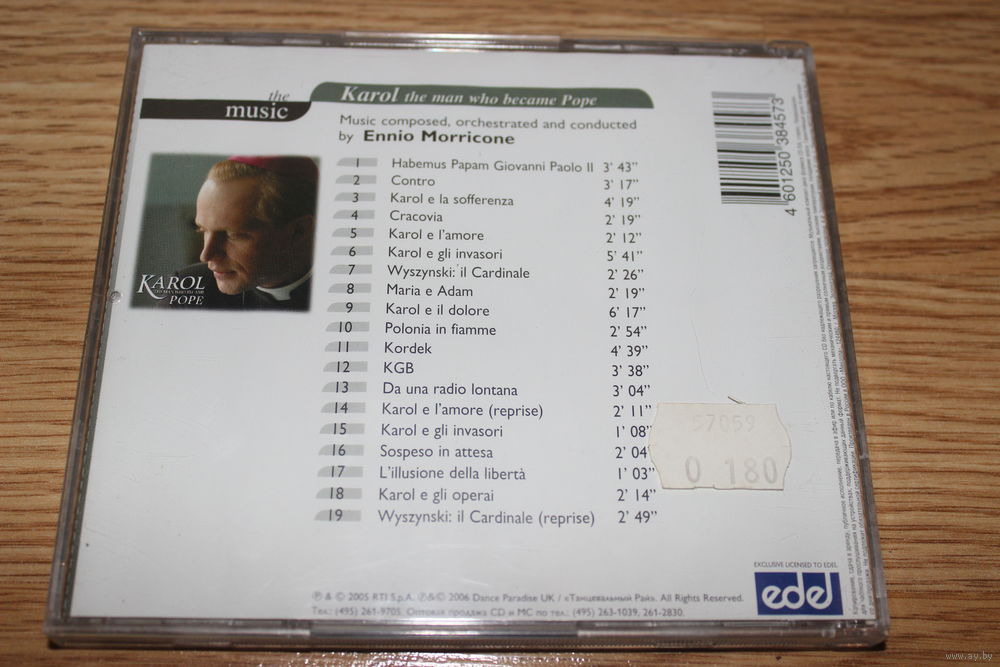 the
music
Karol the man who became Pope
Music composed, orchestrated and conducted
by Ennio Morricone
1 Habemus Papam Giovanni Paolo II 3' 43"
2 Contro 3' 17"
3 Karol e la sofferenza 4' 19"
4 Cracovia 2' 19"
5 Karol e l'amore 2' 12"
6 Karol e gli invasori 5' 41"
7 Wyszynski: il Cardinale 2' 26"
8 Maria e Adam 2' 19"
9 Karol e il dolore 6' 17"
10 Polonia in fiamme 2' 54"
11 Kordek 4' 39"
12 KGB 3' 38"
13 Da una radio lontana 3' 04"
14 Karol e l'amore (reprise) 2' 11"
15 Karol e gli invasori 1' 08"
16 Sospeso in attesa 2' 04"
17 L'illusione della libertà 1' 03"
18 Karol e gli operai 2' 14"
19 Wyszynski: il Cardinale (reprise) 2' 49"
KAROL
POPE
4 601250 384573
57059
0 180
EXCLUSIVE LICENSED TO EDEL
edel
℗ & © 2005 RTI S.p.A. ℗&© 2006 Dance Paradise UK / «Танцевальный Рай». All Rights Reserved.
Тел.: (495) 261-9705. Оптовая продажа CD и МС по тел.: (495) 263-1039, 261-2830.
www.ay.by